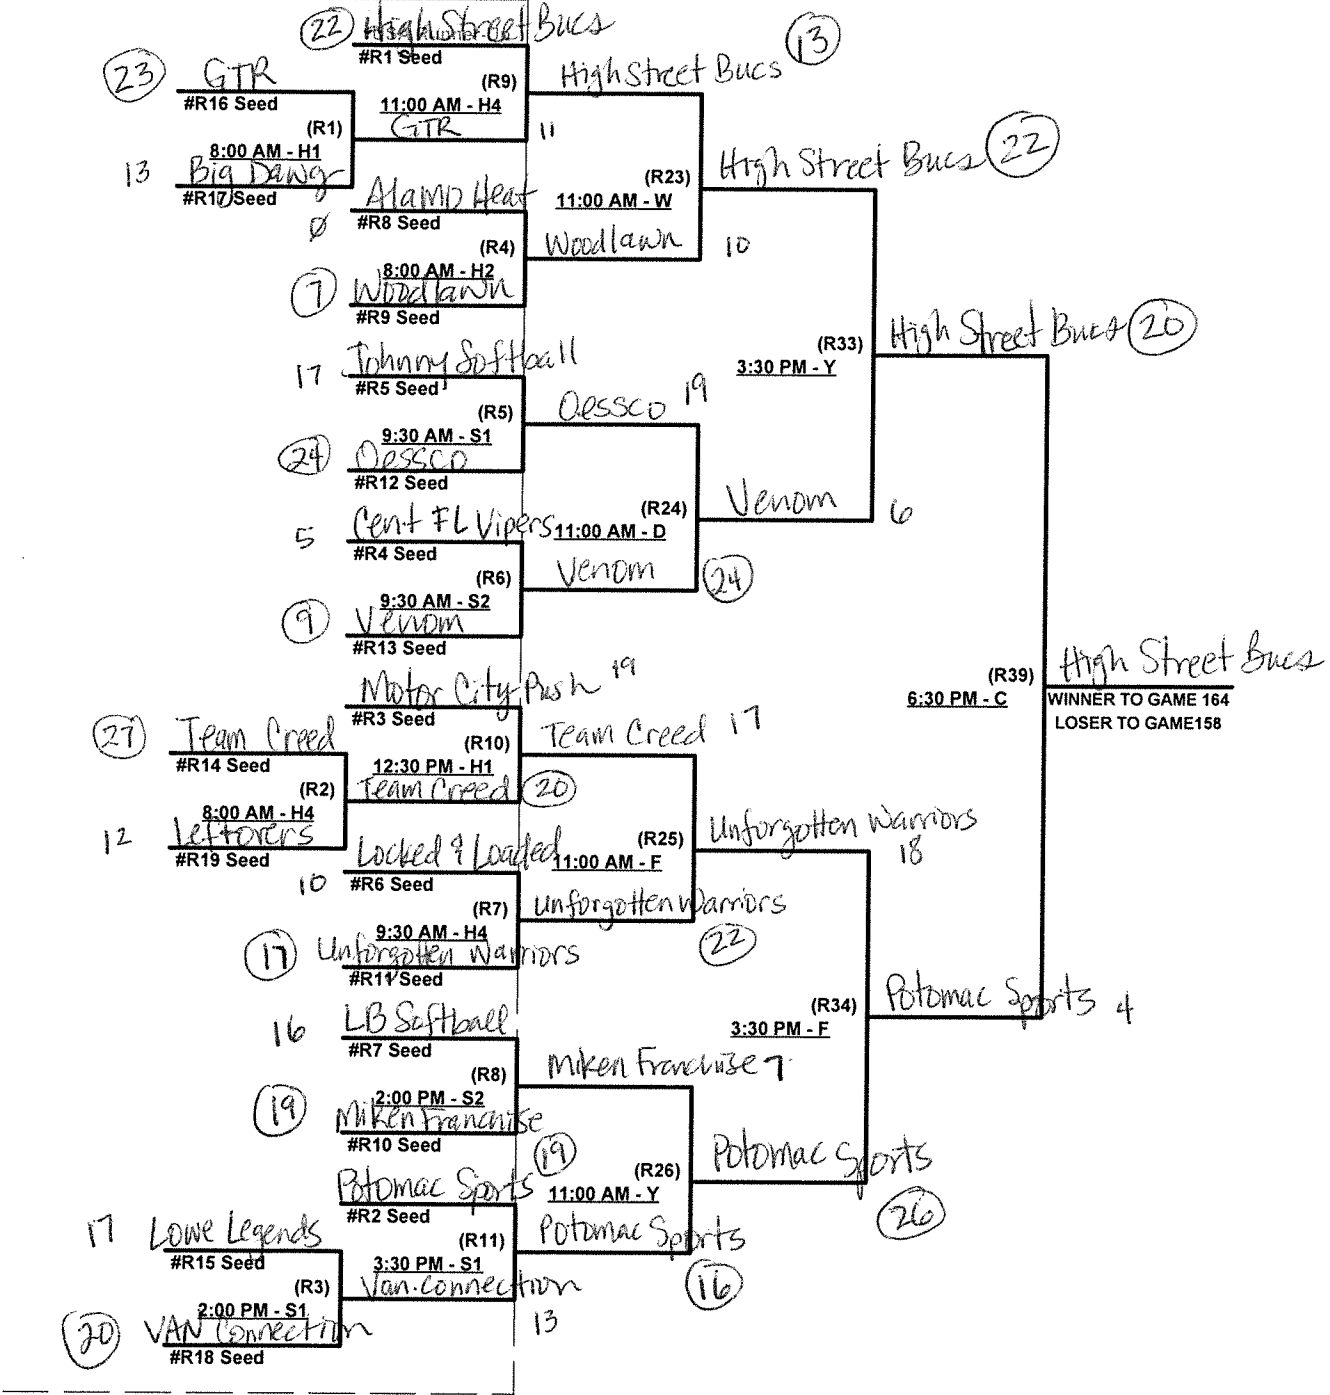 22 High Street Bucs
#R1 Seed
13
(R9)
High Street Bucs
23 GTR
#R16 Seed
11:00 AM - H4
GTR
11
(R1)
8:00 AM - H1
13 Big Dawgr
#R17 Seed
High Street Bucs 22
(R23)
11:00 AM - W
Alamo Heat
#R8 Seed
0
(R4)
8:00 AM - H2
Woodlawn
10
7 Woodlawn
#R9 Seed
High Street Bucs 20
(R33)
3:30 PM - Y
17 Johnny Softball
#R5 Seed
(R5)
9:30 AM - S1
Oessco 19
24 Oessco
#R12 Seed
(R24)
11:00 AM - D
Venom
6
5 Cent FL Vipers
#R4 Seed
(R6)
9:30 AM - S2
Venom 24
9 Venom
#R13 Seed
High Street Bucs
(R39)
6:30 PM - C
WINNER TO GAME 164
LOSER TO GAME158
Motor City Push 19
#R3 Seed
(R10)
12:30 PM - H1
Team Creed 17
27 Team Creed
#R14 Seed
(R2)
8:00 AM - H4
Team Creed 20
12 Leftovers
#R19 Seed
(R25)
11:00 AM - F
Unforgotten Warriors
18
10 Locked & Loaded
#R6 Seed
(R7)
9:30 AM - H4
Unforgotten Warriors
22
17 Unforgotten Warriors
#R11 Seed
(R34)
3:30 PM - F
Potomac Sports 4
16 LB Softball
#R7 Seed
(R8)
2:00 PM - S2
Miken Franchise 7
19 Miken Franchise
#R10 Seed
(R26)
11:00 AM - Y
Potomac Sports
26
19
Potomac Sports
#R2 Seed
(R11)
3:30 PM - S1
Potomac Sports
16
17 Lowe Legends
#R15 Seed
(R3)
2:00 PM - S1
Van Connection
13
20 VAN Connection
#R18 Seed